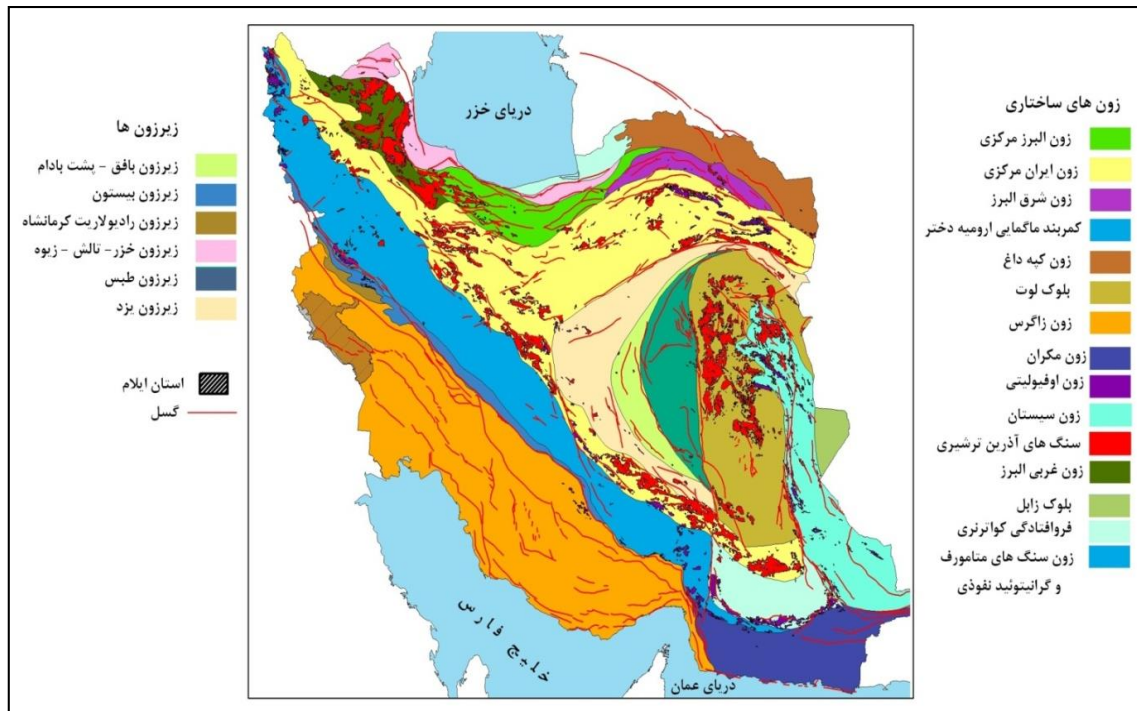 زون های ساختاری
زون البرز مرکزی
زون ایران مرکزی
زون شرق البرز
کمربند ماگمایی ارومیه دختر
زون کپه داغ
بلوک لوت
زون زاگرس
زون مکران
زون اوفیولیتی
زون سیستان
سنگ های آذرین ترشیری
زون غربی البرز
بلوک زابل
فروافتادگی کواترنری
زون سنگ های متامورف
و گرانیتوئید نفوذی
دریای خزر
خلیج فارس
دریای عمان
زیرزون ها
زیرزون بافق - پشت بادام
زیرزون بیستون
زیرزون رادیولاریت کرمانشاه
زیرزون خزر- تالش - زیوه
زیرزون طبس
زیرزون یزد
استان ایلام
گسل